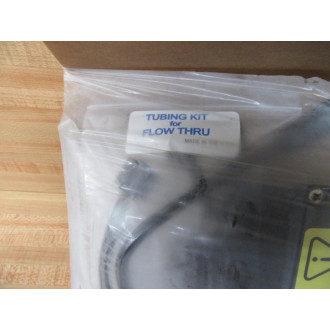 TUBING KIT
for
FLOW THRU